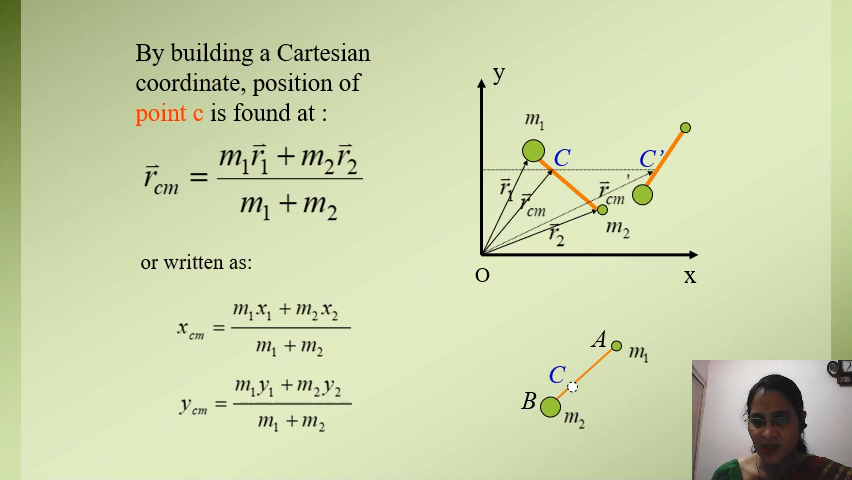 By building a Cartesian
coordinate, position of
point c is found at :
r⃗cm = (m₁r⃗₁ + m₂r⃗₂) / (m₁ + m₂)
or written as:
xcm = (m₁x₁ + m₂x₂) / (m₁ + m₂)
ycm = (m₁y₁ + m₂y₂) / (m₁ + m₂)
y
m₁
C
C’
r⃗₁
r⃗cm
r⃗cm'
r⃗₂
m₂
O
x
A
m₁
C
B
m₂